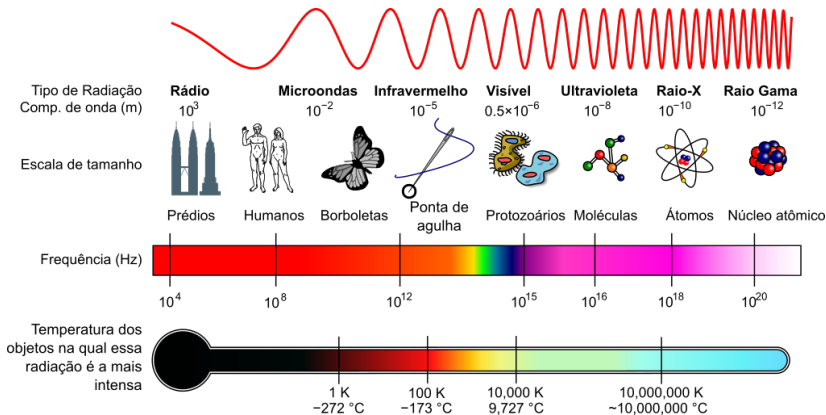 Tipo de Radiação
Rádio Microondas Infravermelho Visível Ultravioleta Raio-X Raio Gama
Comp. de onda (m)
10³ 10⁻² 10⁻⁵ 0.5×10⁻⁶ 10⁻⁸ 10⁻¹⁰ 10⁻¹²
Escala de tamanho
Prédios Humanos Borboletas Ponta de agulha Protozoários Moléculas Átomos Núcleo atômico
Frequência (Hz)
10⁴ 10⁸ 10¹² 10¹⁵ 10¹⁶ 10¹⁸ 10²⁰
Temperatura dos
objetos na qual essa
radiação é a mais
intensa
1 K 100 K 10,000 K 10,000,000 K
−272 °C −173 °C 9,727 °C ~10,000,000 °C